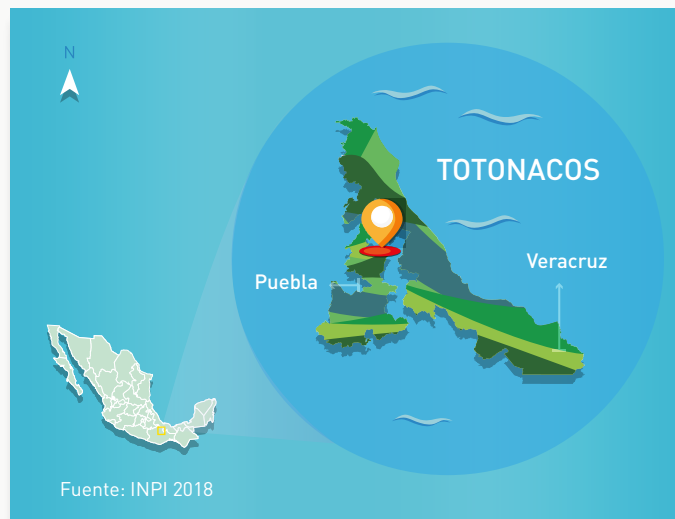 N
TOTONACOS
Veracruz
Puebla
Fuente: INPI 2018